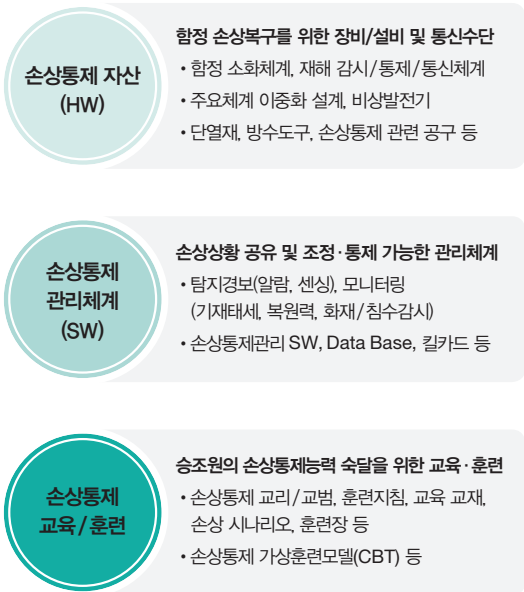 손상통제 자산
(HW)
함정 손상복구를 위한 장비/설비 및 통신수단
• 함정 소화체계, 재해 감시/통제/통신체계
• 주요체계 이중화 설계, 비상발전기
• 단열재, 방수도구, 손상통제 관련 공구 등
손상통제
관리체계
(SW)
손상상황 공유 및 조정·통제 가능한 관리체계
• 탐지경보(알람, 센싱), 모니터링
(기재태세, 복원력, 화재/침수감시)
• 손상통제관리 SW, Data Base, 킬카드 등
손상통제
교육/훈련
승조원의 손상통제능력 숙달을 위한 교육·훈련
• 손상통제 교리/교범, 훈련지침, 교육 교재,
손상 시나리오, 훈련장 등
• 손상통제 가상훈련모델(CBT) 등